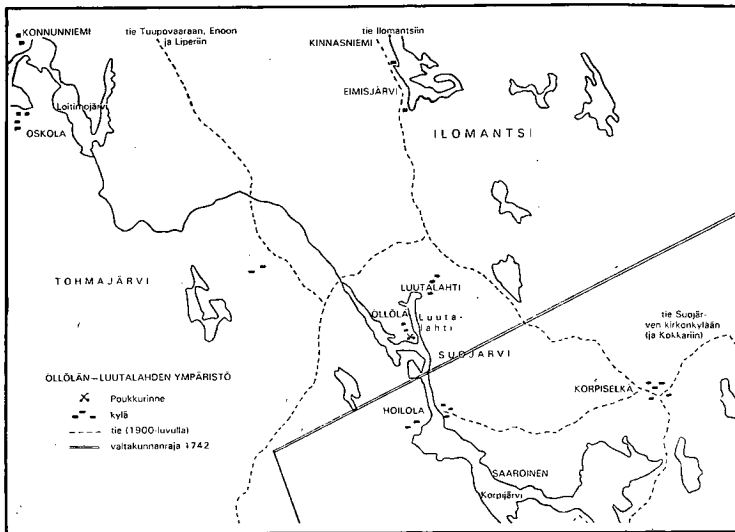 KONNUNNIEMI
tie Tuupovaaraan, Enoon
ja Liperiin
tie Ilomantsiin
KINNASNIEMI
EIMISJÄRVI
Loitimojärvi
OSKOLA
ILOMANTSI
TOHMAJÄRVI
LUUTALAHTI
ÖLLÖLÄ
Luuta-
lahti
SUOJÄRVI
tie Suojär-
ven kirkonkylään
(ja Kokkariin)
KORPISELKÄ
HOILOLA
SAAROINEN
Korpijärvi
ÖLLÖLÄN–LUUTALAHDEN YMPÄRISTÖ
Poukkurinne
kylä
tie (1900-luvulla)
valtakunnanraja 1742